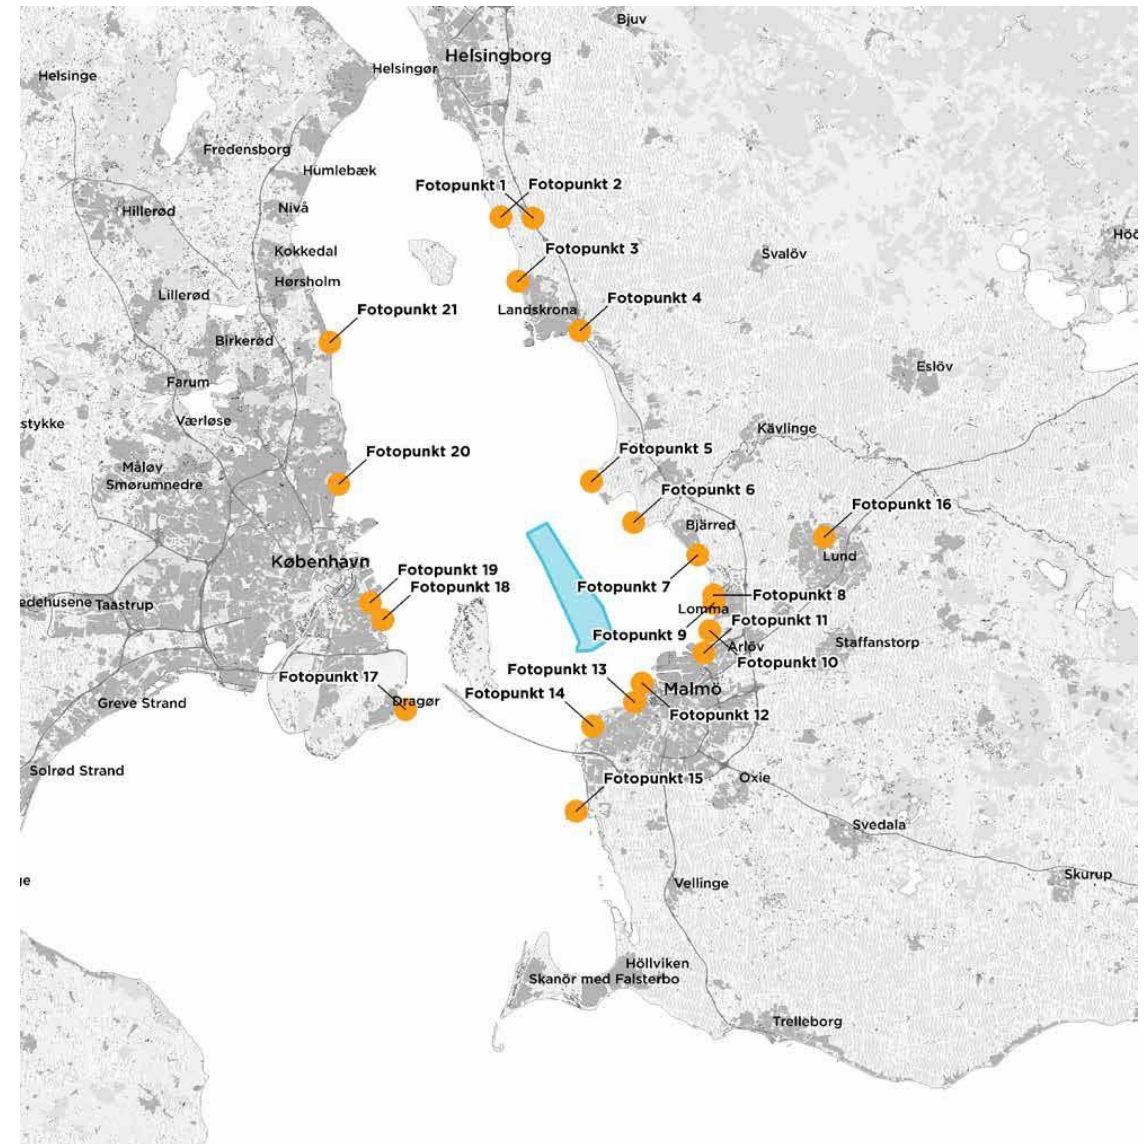 Bjuv
Helsingborg
Helsingør
Helsinge
Fredensborg
Humlebæk
Fotopunkt 1
Fotopunkt 2
Nivå
Hillerød
Svalöv
Kokkedal
Fotopunkt 3
Hørsholm
Lillerød
Fotopunkt 4
Landskrona
Fotopunkt 21
Birkerød
Eslöv
Farum
Værløse
stykke
Kävlinge
Fotopunkt 5
Fotopunkt 20
Måløv
Smørumnedre
Fotopunkt 6
Fotopunkt 16
Bjärred
Lund
København
Fotopunkt 19
Fotopunkt 18
Fotopunkt 7
Fotopunkt 8
edehusene
Taastrup
Lomma
Fotopunkt 11
Fotopunkt 9
Arlöv
Staffanstorp
Fotopunkt 10
Fotopunkt 13
Fotopunkt 17
Fotopunkt 14
Malmö
Dragør
Greve Strand
Fotopunkt 12
Solrød Strand
Fotopunkt 15
Oxie
Svedala
Skurup
Vellinge
Höllviken
Skanör med Falsterbo
Trelleborg